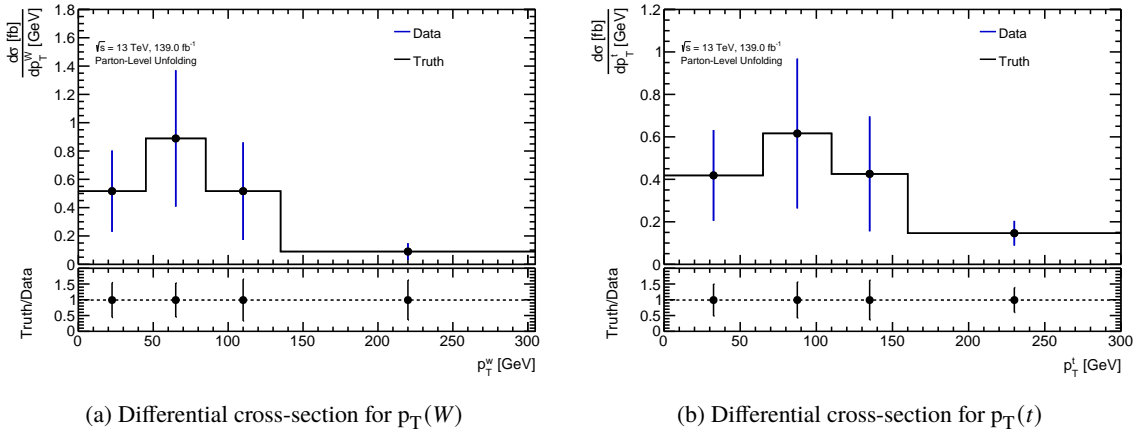 dσ [fb]
dp_T^W [GeV]
1.8
1.6
1.4
1.2
1
0.8
0.6
0.4
0.2
0
√s = 13 TeV, 139.0 fb⁻¹
Parton-Level Unfolding
Data
Truth
Truth/Data
1.5
1
0.5
0
0 50 100 150 200 250 300
p_T^w [GeV]
(a) Differential cross-section for p_T(W)
dσ [fb]
dp_T^t [GeV]
1.2
1
0.8
0.6
0.4
0.2
0
√s = 13 TeV, 139.0 fb⁻¹
Parton-Level Unfolding
Data
Truth
Truth/Data
1.5
1
0.5
0
0 50 100 150 200 250 300
p_T^t [GeV]
(b) Differential cross-section for p_T(t)